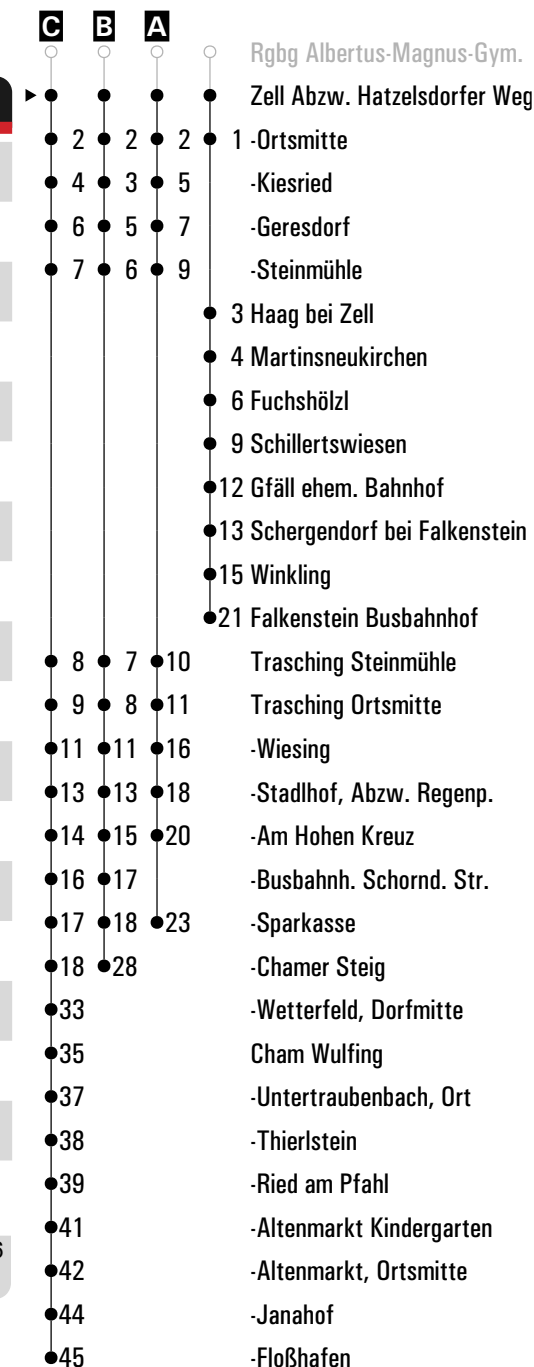 C B A
Rgbg Albertus-Magnus-Gym.
Zell Abzw. Hatzelsdorfer Weg
2 2 2 1 -Ortsmitte
4 3 5 -Kiesried
6 5 7 -Geresdorf
7 6 9 -Steinmühle
3 Haag bei Zell
4 Martinsneukirchen
6 Fuchshölzl
9 Schillertswiesen
12 Gfäll ehem. Bahnhof
13 Schergendorf bei Falkenstein
15 Winkling
21 Falkenstein Busbahnhof
8 7 10 Trasching Steinmühle
9 8 11 Trasching Ortsmitte
11 11 16 -Wiesing
13 13 18 -Stadlhof, Abzw. Regenp.
14 15 20 -Am Hohen Kreuz
16 17 -Busbahnh. Schornd. Str.
17 18 23 -Sparkasse
18 28 -Chamer Steig
33 -Wetterfeld, Dorfmitte
35 Cham Wulfing
37 -Untertraubenbach, Ort
38 -Thierlstein
39 -Ried am Pfahl
41 -Altenmarkt Kindergarten
42 -Altenmarkt, Ortsmitte
44 -Janahof
45 -Floßhafen